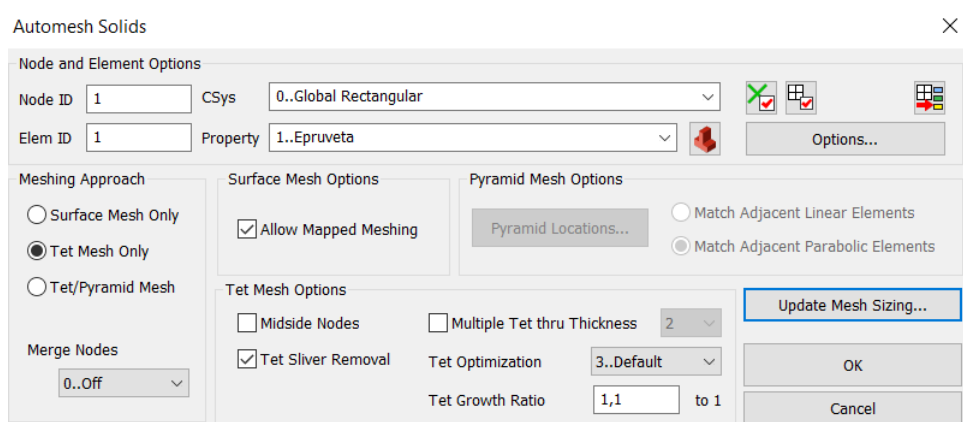 Automesh Solids
Node and Element Options
Node ID 1 CSys 0..Global Rectangular
Elem ID 1 Property 1..Epruveta Options...
Meshing Approach Surface Mesh Options Pyramid Mesh Options
Surface Mesh Only Allow Mapped Meshing Pyramid Locations... Match Adjacent Linear Elements
Tet Mesh Only Match Adjacent Parabolic Elements
Tet/Pyramid Mesh Tet Mesh Options Update Mesh Sizing...
Midside Nodes Multiple Tet thru Thickness 2
Merge Nodes Tet Sliver Removal Tet Optimization 3..Default OK
0..Off Tet Growth Ratio 1,1 to 1 Cancel